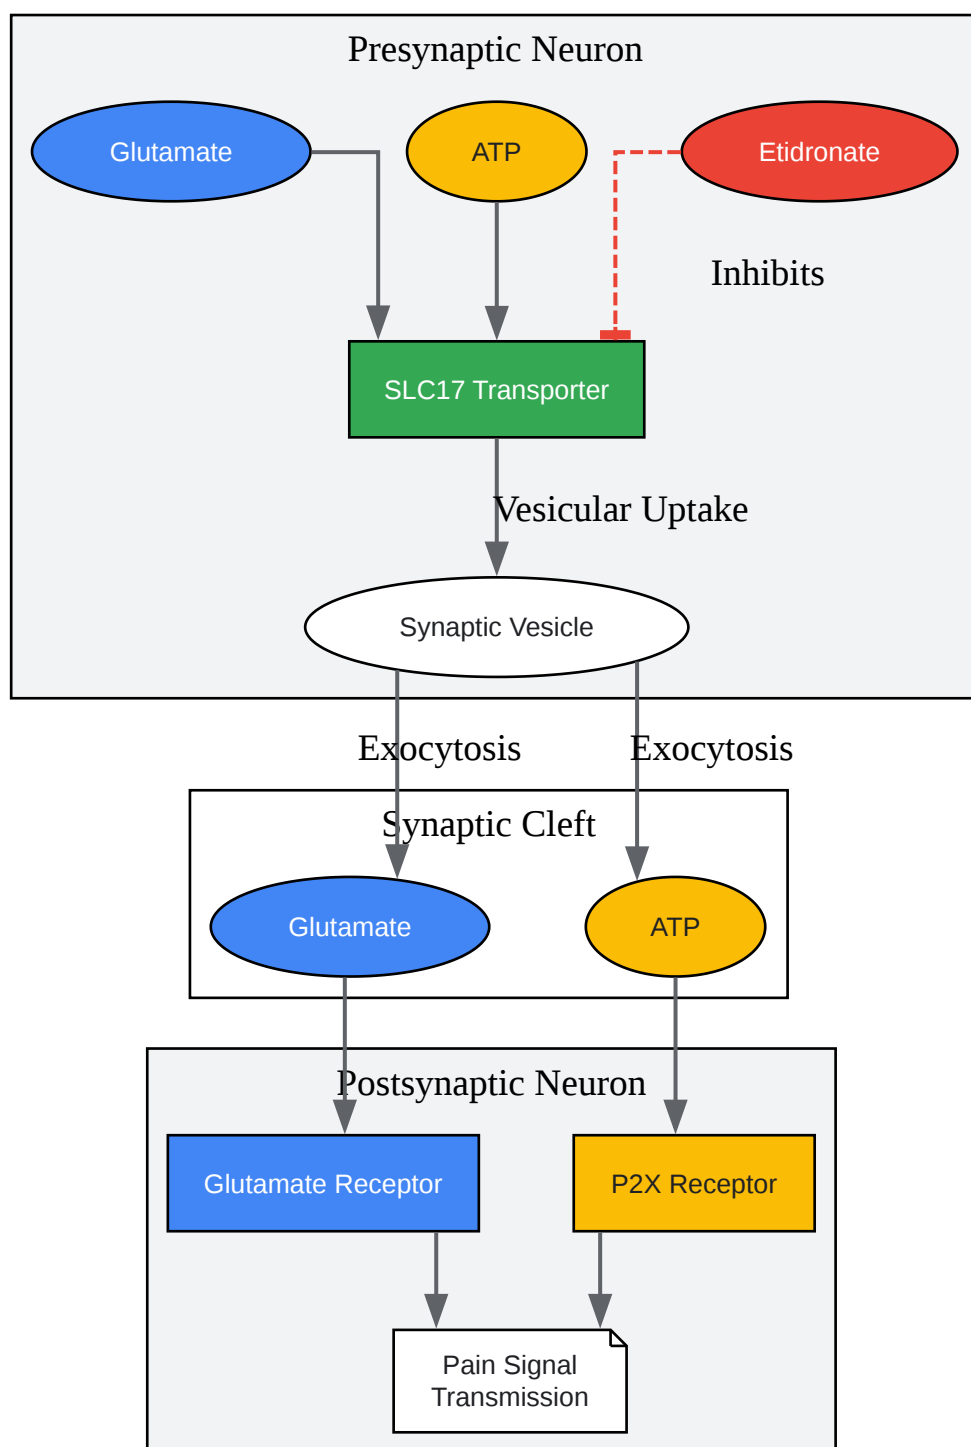 Presynaptic Neuron
Glutamate
ATP
Etidronate
Inhibits
SLC17 Transporter
Vesicular Uptake
Synaptic Vesicle
Exocytosis
Exocytosis
Synaptic Cleft
Glutamate
ATP
Postsynaptic Neuron
Glutamate Receptor
P2X Receptor
Pain Signal
Transmission